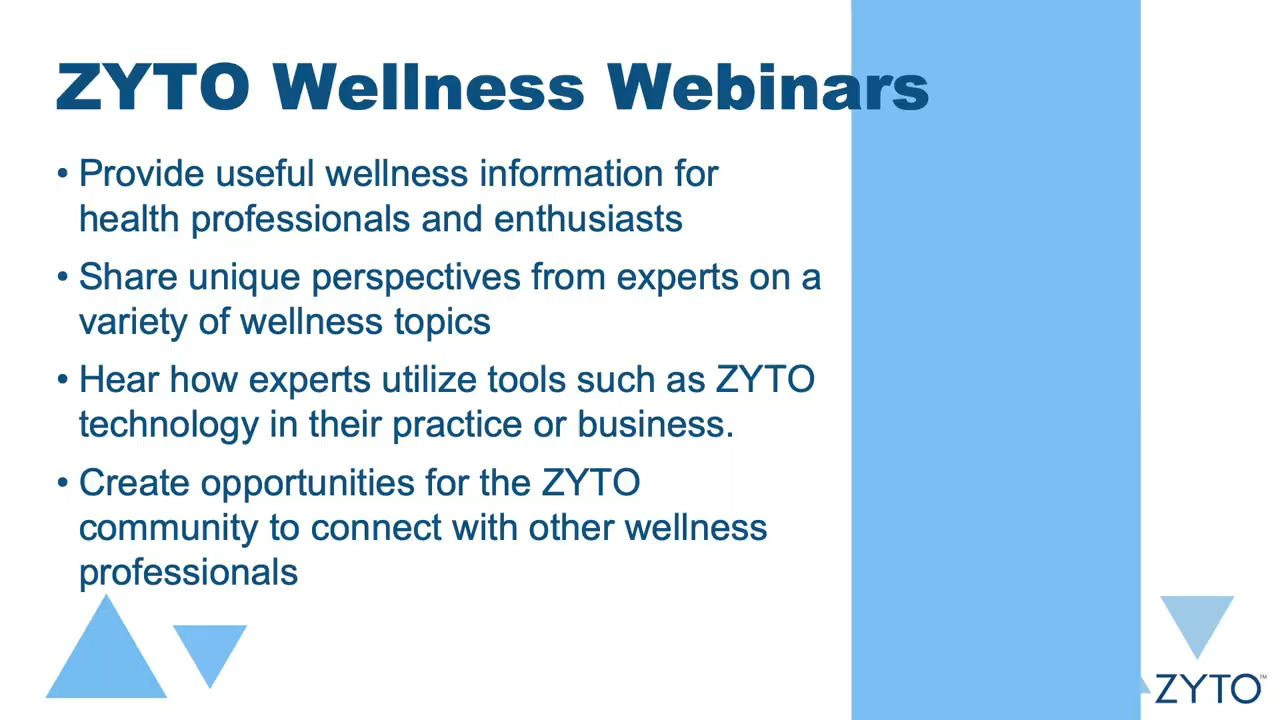 ZYTO Wellness Webinars
• Provide useful wellness information for
health professionals and enthusiasts
• Share unique perspectives from experts on a
variety of wellness topics
• Hear how experts utilize tools such as ZYTO
technology in their practice or business.
• Create opportunities for the ZYTO
community to connect with other wellness
professionals
ZYTO™